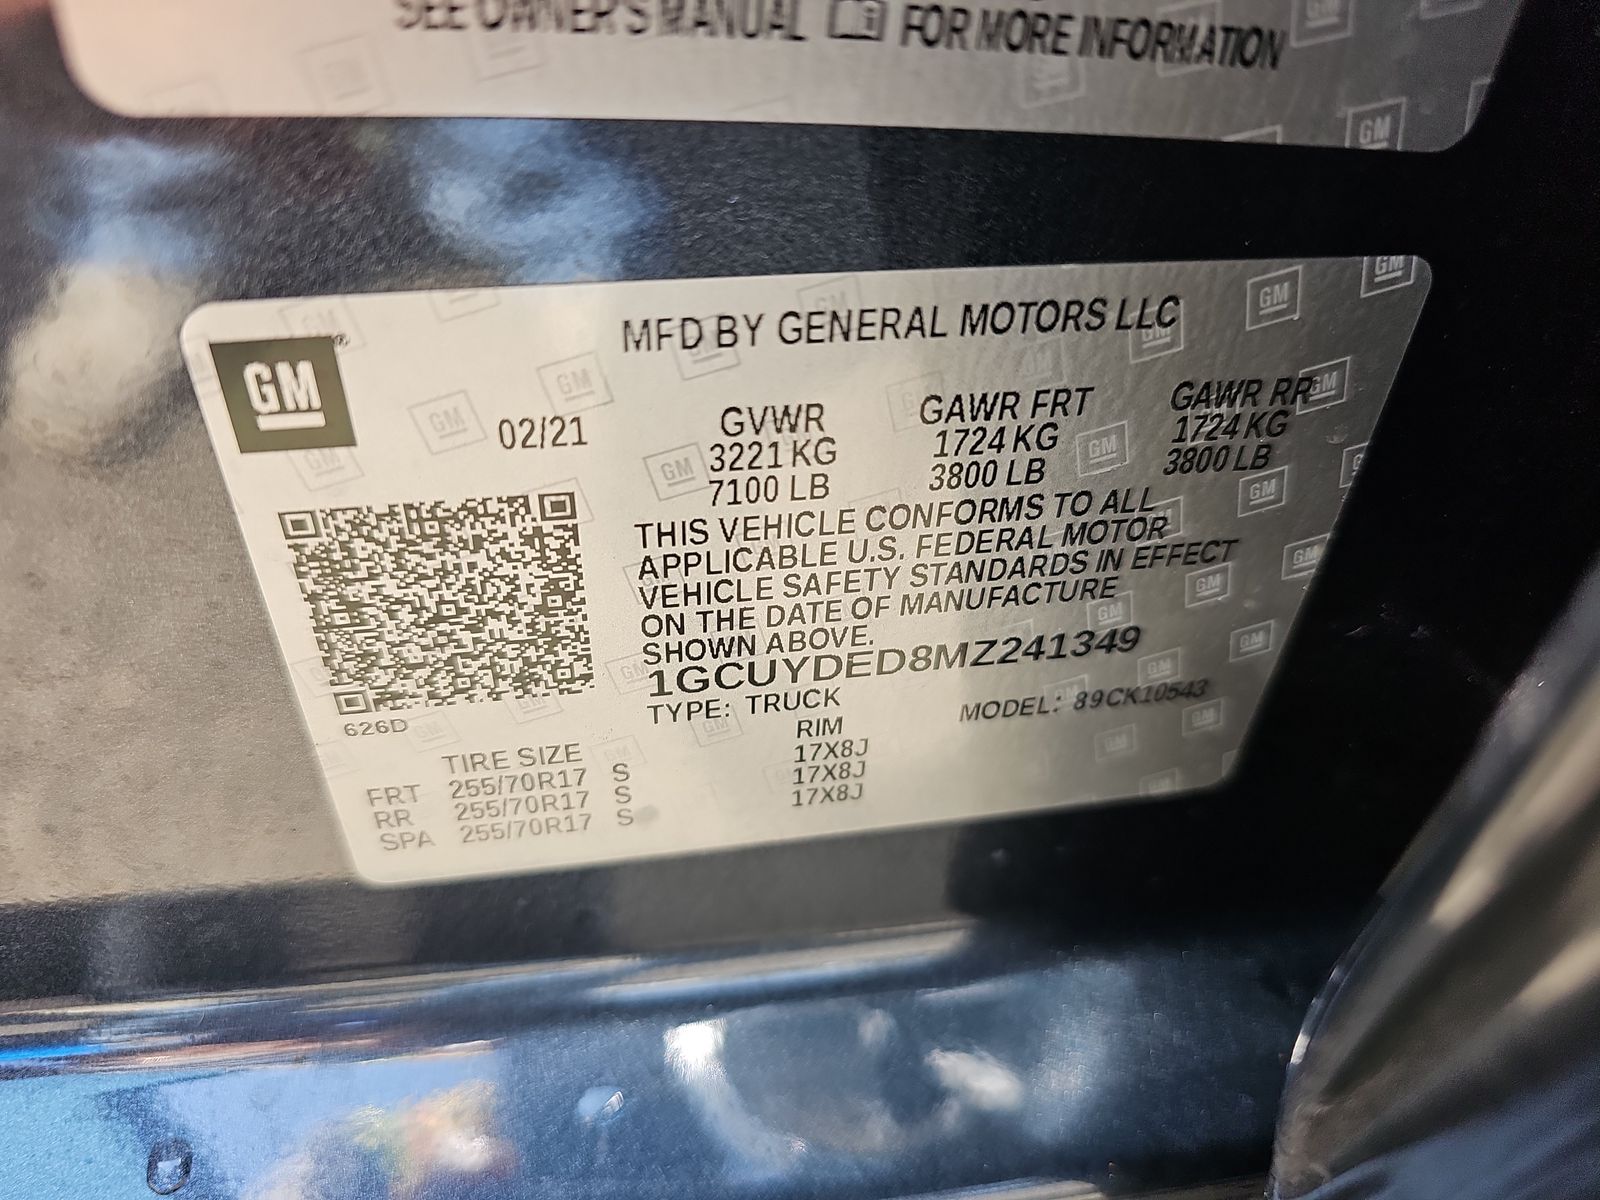 SEE OWNER'S MANUAL FOR MORE INFORMATION
MFD BY GENERAL MOTORS LLC
GM
02/21
GVWR GAWR FRT GAWR RR
3221 KG 1724 KG 1724 KG
7100 LB 3800 LB 3800 LB
THIS VEHICLE CONFORMS TO ALL
APPLICABLE U.S. FEDERAL MOTOR
VEHICLE SAFETY STANDARDS IN EFFECT
ON THE DATE OF MANUFACTURE
SHOWN ABOVE.
1GCUYDED8MZ241349
TYPE: TRUCK MODEL: 89CK10543
626D
TIRE SIZE RIM
FRT 255/70R17 S 17X8J
RR 255/70R17 S 17X8J
SPA 255/70R17 S 17X8J